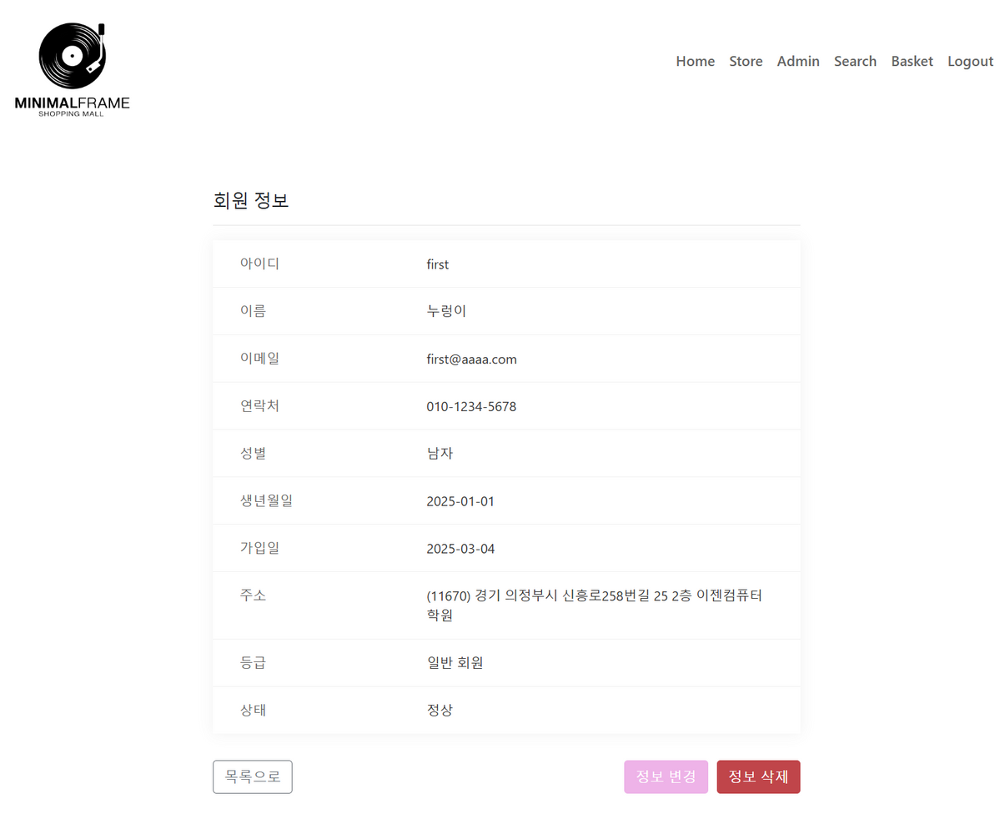 MINIMALFRAME
SHOPPING MALL
Home Store Admin Search Basket Logout
회원 정보
아이디 first
이름 누렁이
이메일 first@aaaa.com
연락처 010-1234-5678
성별 남자
생년월일 2025-01-01
가입일 2025-03-04
주소 (11670) 경기 의정부시 신흥로258번길 25 2층 이젠컴퓨터
학원
등급 일반 회원
상태 정상
목록으로 정보 변경 정보 삭제